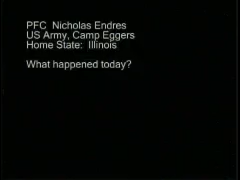 PFC  Nicholas Endres
US Army, Camp Eggers
Home State:  Illinois
What happened today?